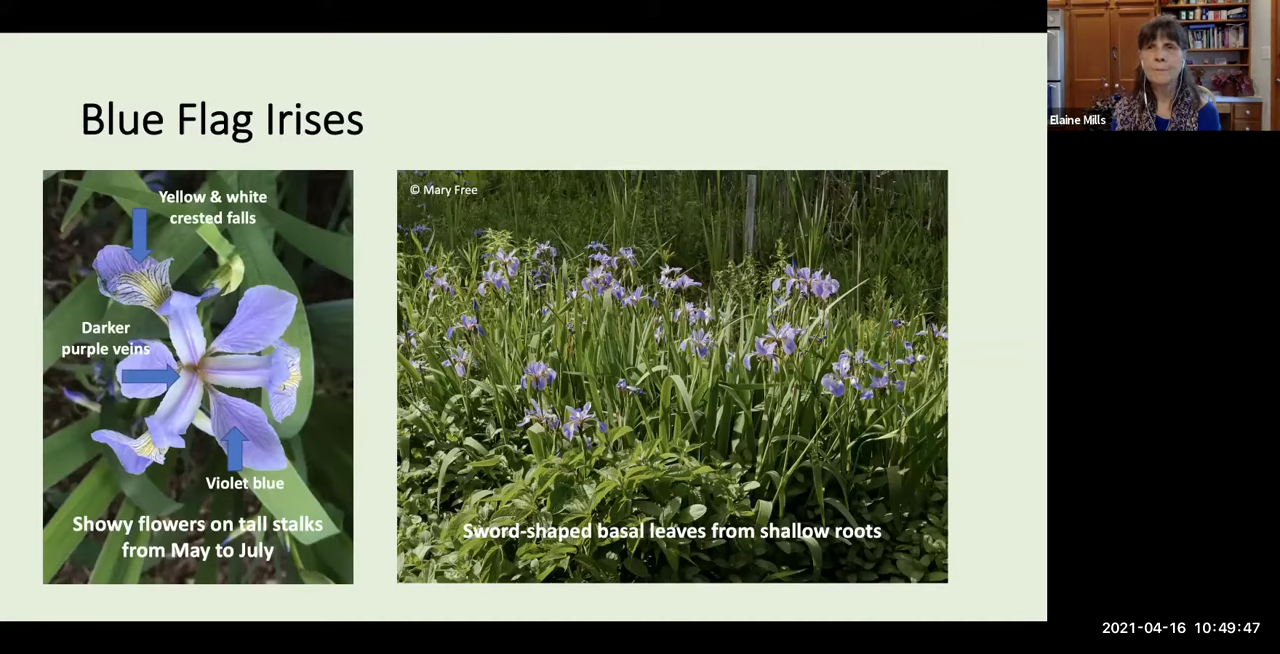 Blue Flag Irises
Yellow & white
crested falls
Darker
purple veins
Violet blue
Showy flowers on tall stalks
from May to July
© Mary Free
Sword-shaped basal leaves from shallow roots
Elaine Mills
2021-04-16 10:49:47